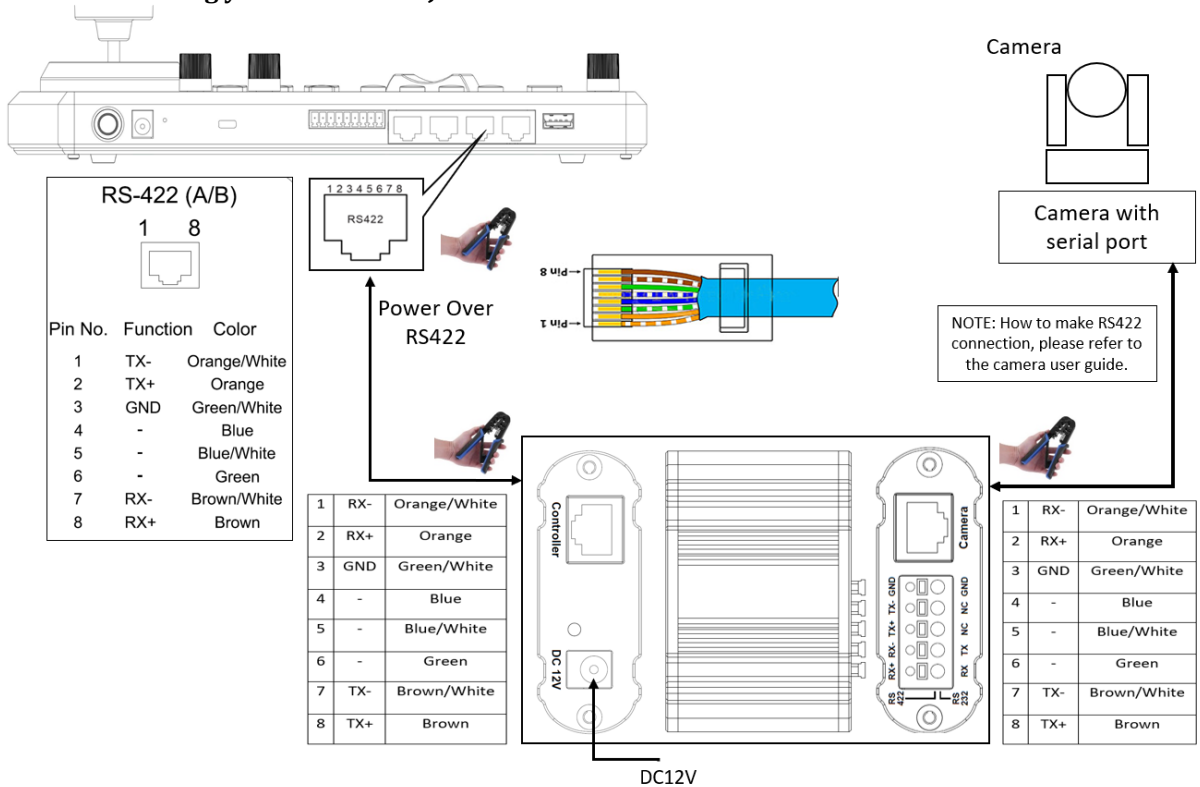 Camera
Camera with
serial port
NOTE: How to make RS422
connection, please refer to
the camera user guide.
RS-422 (A/B)
1 8
Pin No. Function Color
1 TX- Orange/White
2 TX+ Orange
3 GND Green/White
4 - Blue
5 - Blue/White
6 - Green
7 RX- Brown/White
8 RX+ Brown
1 2 3 4 5 6 7 8
RS422
Power Over
RS422
Pin 8
Pin 1
1 RX- Orange/White
2 RX+ Orange
3 GND Green/White
4 - Blue
5 - Blue/White
6 - Green
7 TX- Brown/White
8 TX+ Brown
Controller
DC 12V
DC12V
Camera
RX+ RX- TX+ TX- GND
RX TX NC NC GND
RS
422
RS
232
1 RX- Orange/White
2 RX+ Orange
3 GND Green/White
4 - Blue
5 - Blue/White
6 - Green
7 TX- Brown/White
8 TX+ Brown